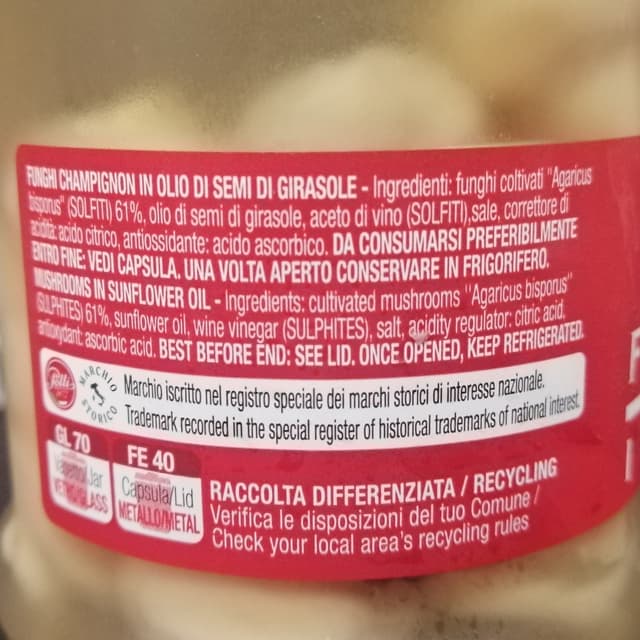 FUNGHI CHAMPIGNON IN OLIO DI SEMI DI GIRASOLE - Ingredienti: funghi coltivati "Agaricus
bisporus" (SOLFITI) 61%, olio di semi di girasole, aceto di vino (SOLFITI),sale, correttore di
acidità: acido citrico, antiossidante: acido ascorbico. DA CONSUMARSI PREFERIBILMENTE
ENTRO FINE: VEDI CAPSULA. UNA VOLTA APERTO CONSERVARE IN FRIGORIFERO.
MUSHROOMS IN SUNFLOWER OIL - Ingredients: cultivated mushrooms "Agaricus bisporus"
(SULPHITES) 61%, sunflower oil, wine vinegar (SULPHITES), salt, acidity regulator: citric acid,
antioxydant: ascorbic acid. BEST BEFORE END: SEE LID. ONCE OPENED, KEEP REFRIGERATED.
Polli
MARCHIO STORICO
Marchio iscritto nel registro speciale dei marchi storici di interesse nazionale.
Trademark recorded in the special register of historical trademarks of national interest.
GL 70
Jar
VETRO/GLASS
FE 40
Capsula/Lid
METALLO/METAL
RACCOLTA DIFFERENZIATA / RECYCLING
Verifica le disposizioni del tuo Comune /
Check your local area's recycling rules